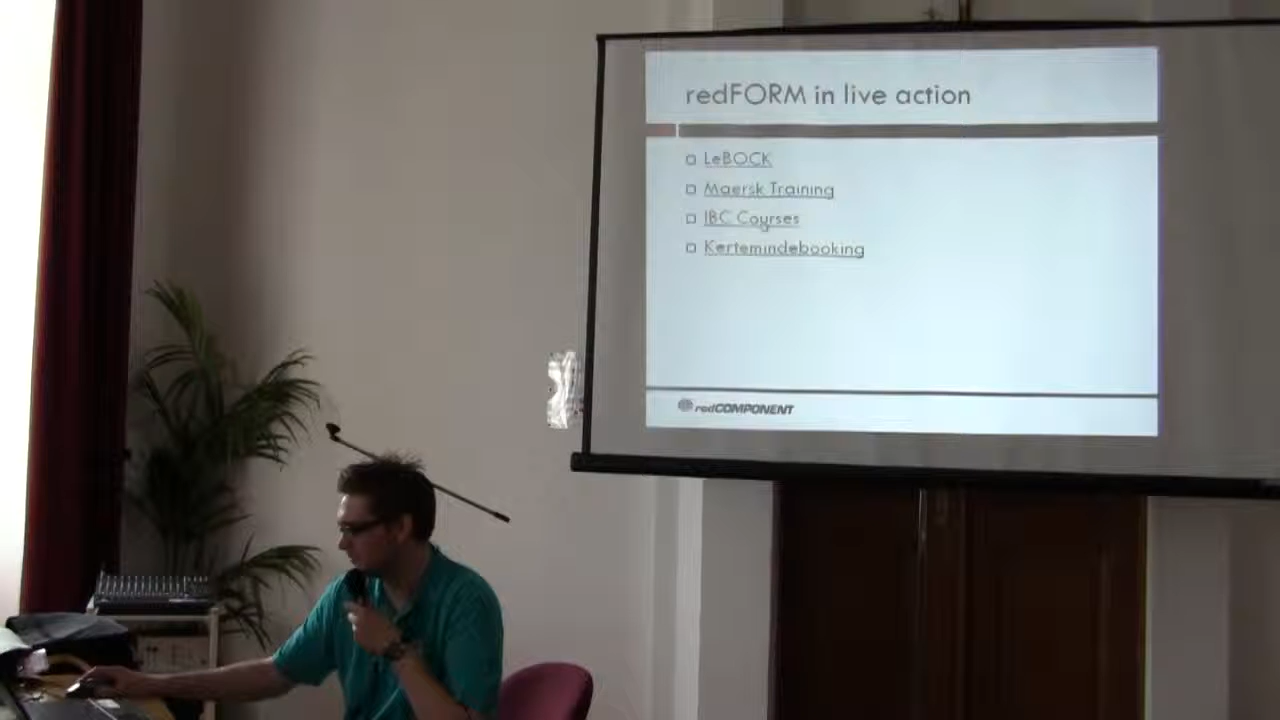 redFORM in live action
LeBOCK
Maersk Training
IBC Courses
Kertemindebooking
redCOMPONENT